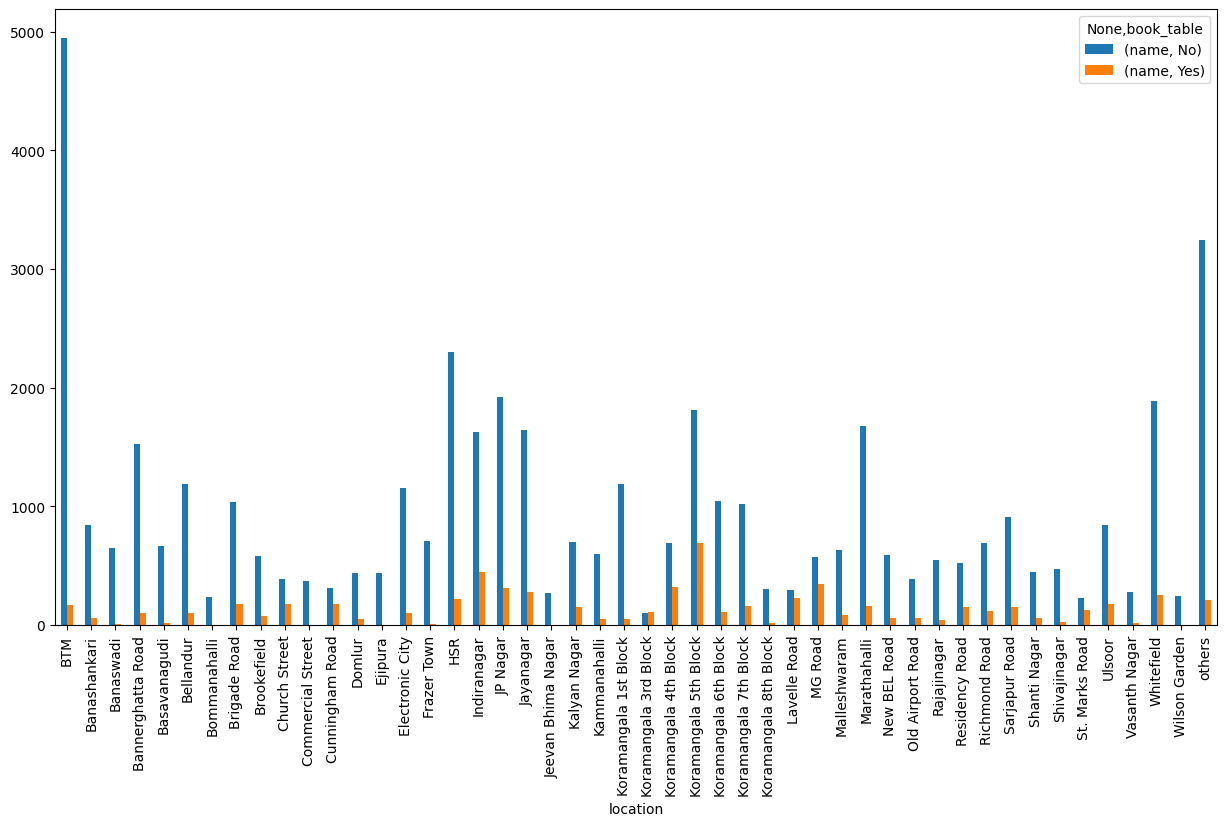 None,book_table
(name, No)
(name, Yes)
5000
4000
3000
2000
1000
0
BTM
Banashankari
Banaswadi
Bannerghatta Road
Basavanagudi
Bellandur
Bommanahalli
Brigade Road
Brookefield
Church Street
Commercial Street
Cunningham Road
Domlur
Ejipura
Electronic City
Frazer Town
HSR
Indiranagar
JP Nagar
Jayanagar
Jeevan Bhima Nagar
Kalyan Nagar
Kammanahalli
Koramangala 1st Block
Koramangala 3rd Block
Koramangala 4th Block
Koramangala 5th Block
Koramangala 6th Block
Koramangala 7th Block
Koramangala 8th Block
Lavelle Road
MG Road
Malleshwaram
Marathahalli
New BEL Road
Old Airport Road
Rajajinagar
Residency Road
Richmond Road
Sarjapur Road
Shanti Nagar
Shivajinagar
St. Marks Road
Ulsoor
Vasanth Nagar
Whitefield
Wilson Garden
others
location